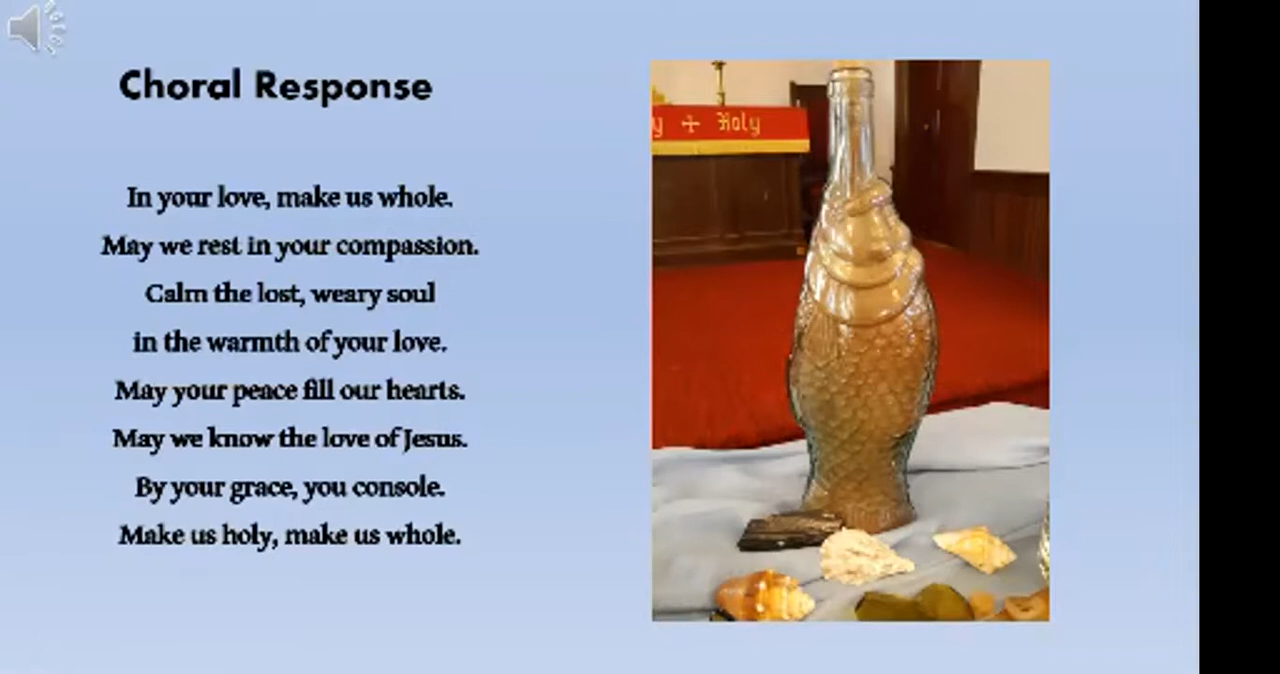 Choral Response
In your love, make us whole.
May we rest in your compassion.
Calm the lost, weary soul
in the warmth of your love.
May your peace fill our hearts.
May we know the love of Jesus.
By your grace, you console.
Make us holy, make us whole.
y + Holy